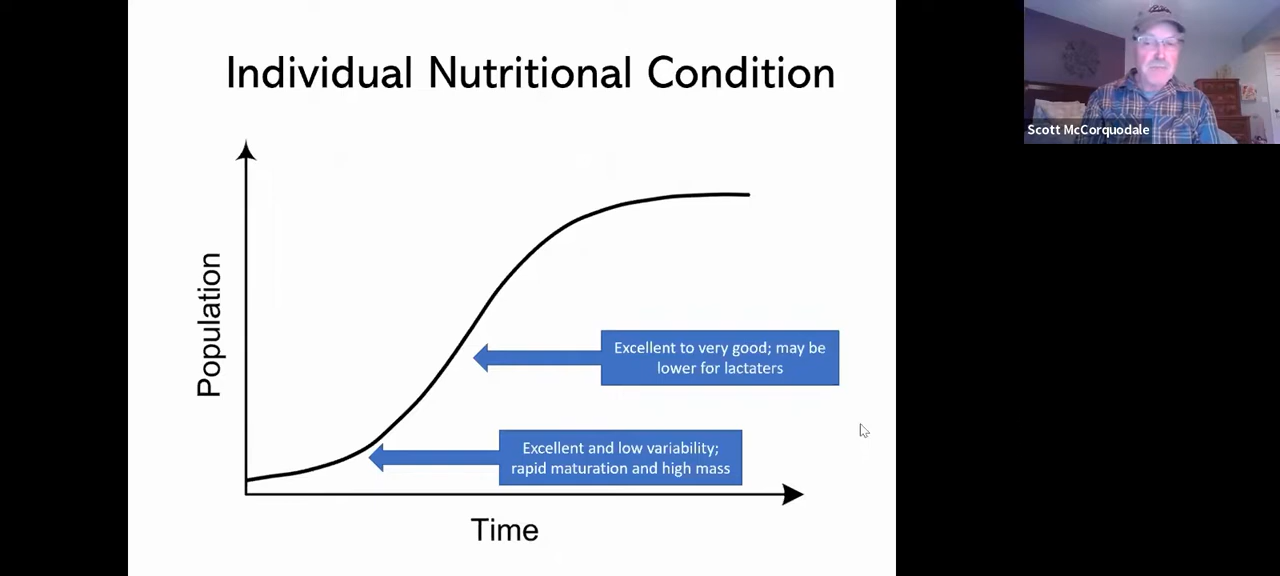 Individual Nutritional Condition
Scott McCorquodale
Population
Excellent to very good; may be
lower for lactaters
Excellent and low variability;
rapid maturation and high mass
Time